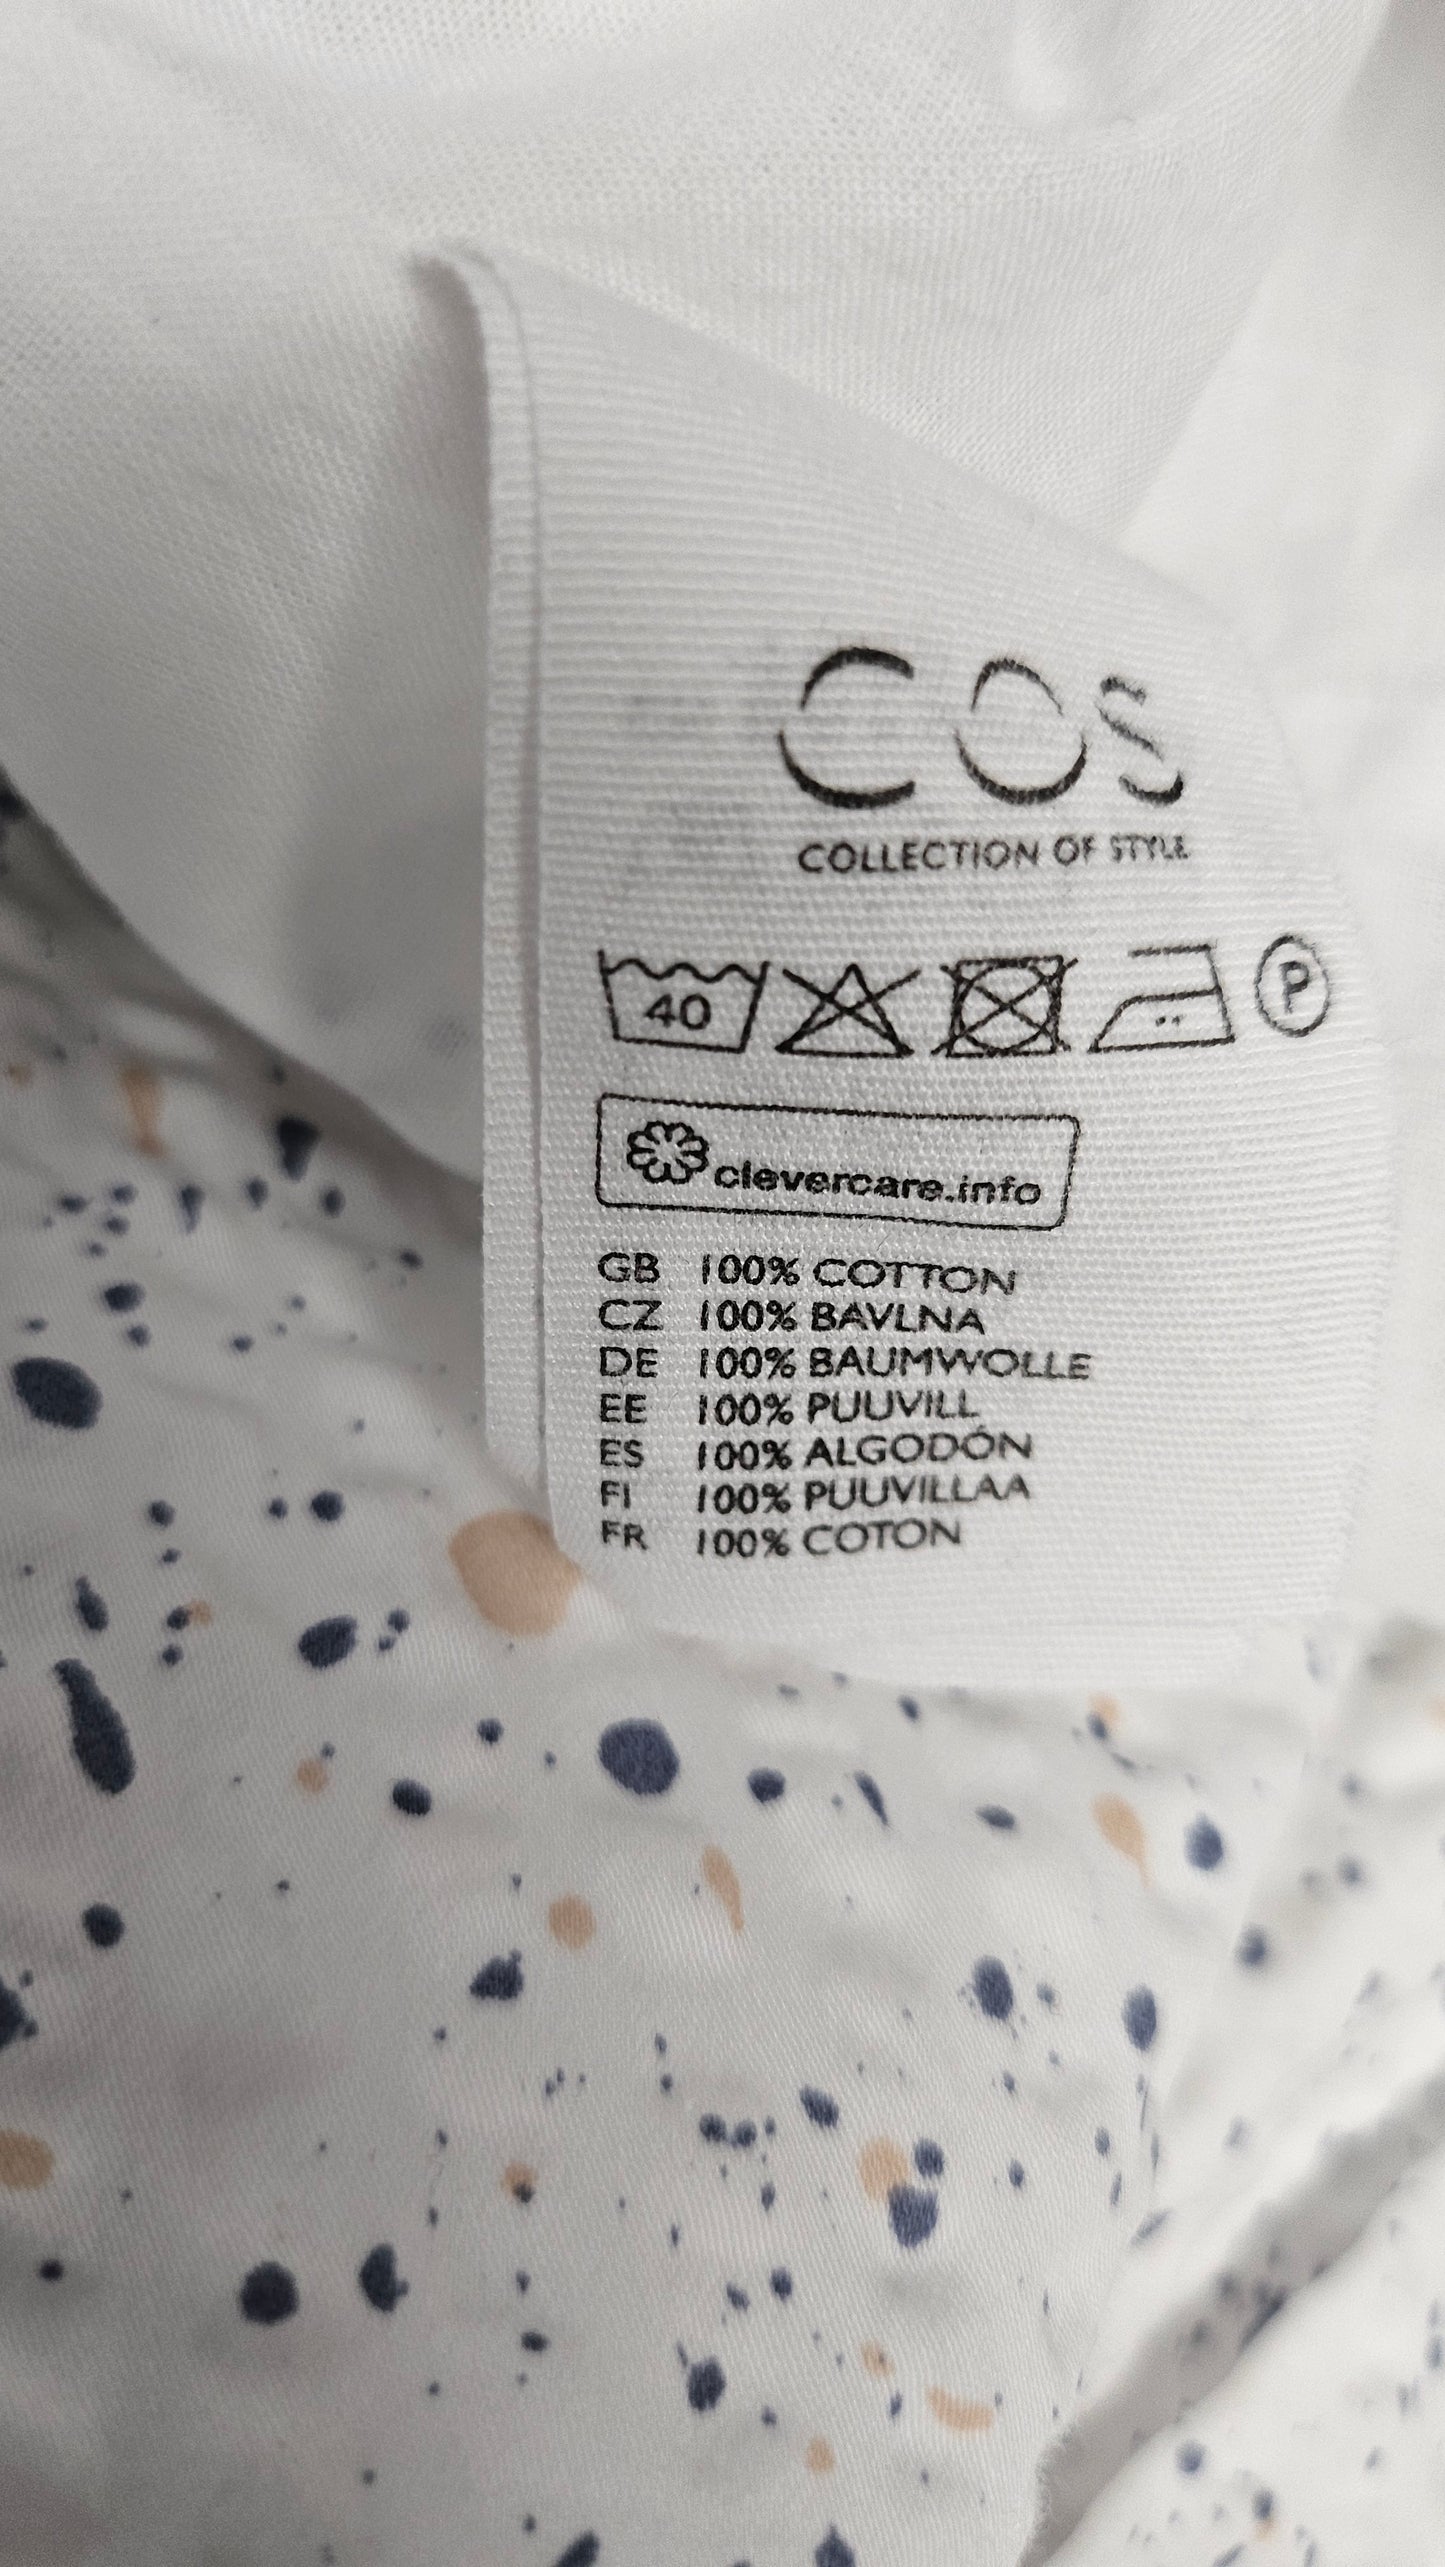 COS
COLLECTION OF STYLE
40 P
clevercare.info
GB 100% COTTON
CZ 100% BAVLNA
DE 100% BAUMWOLLE
EE 100% PUUVILL
ES 100% ALGODÓN
FI 100% PUUVILLAA
FR 100% COTON